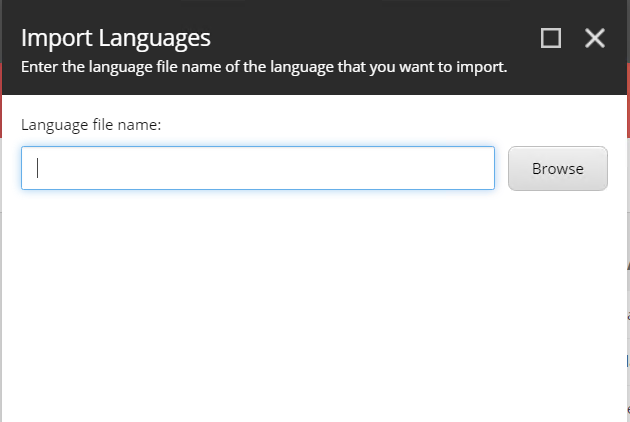 Import Languages
Enter the language file name of the language that you want to import.
Language file name:
Browse